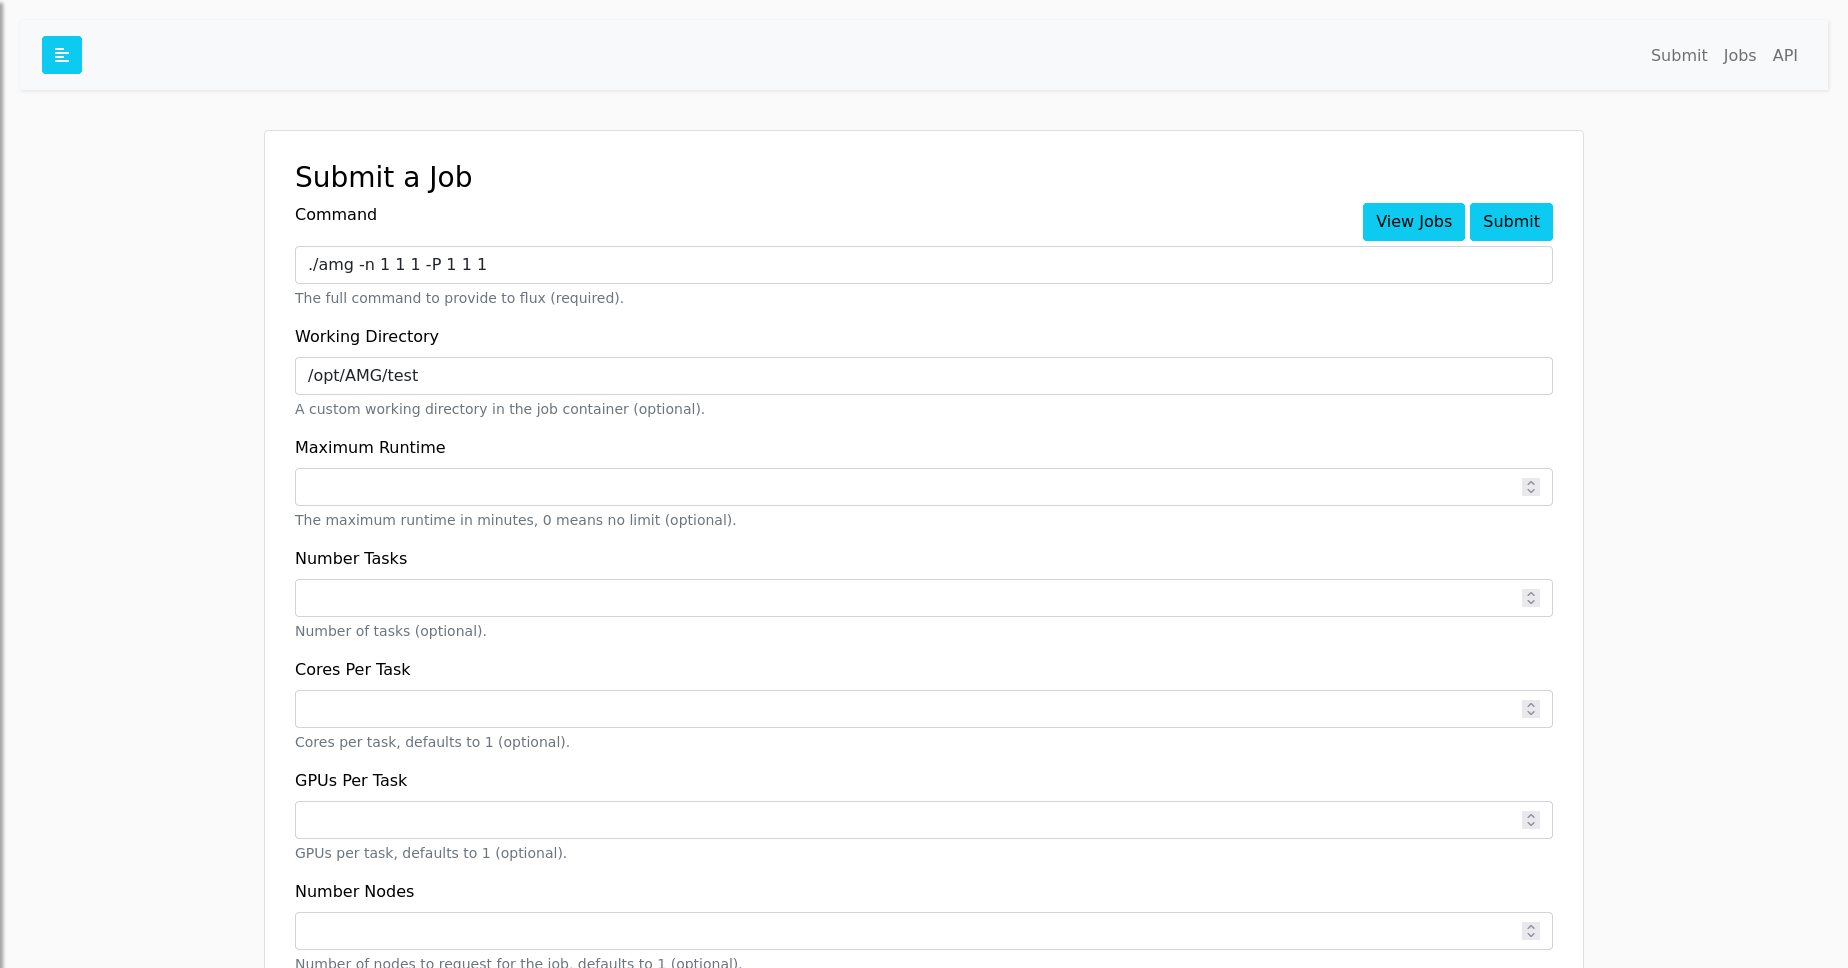 Submit Jobs API
Submit a Job
Command
View Jobs Submit
./amg -n 1 1 1 -P 1 1 1
The full command to provide to flux (required).
Working Directory
/opt/AMG/test
A custom working directory in the job container (optional).
Maximum Runtime
The maximum runtime in minutes, 0 means no limit (optional).
Number Tasks
Number of tasks (optional).
Cores Per Task
Cores per task, defaults to 1 (optional).
GPUs Per Task
GPUs per task, defaults to 1 (optional).
Number Nodes
Number of nodes to request for the job, defaults to 1 (optional).